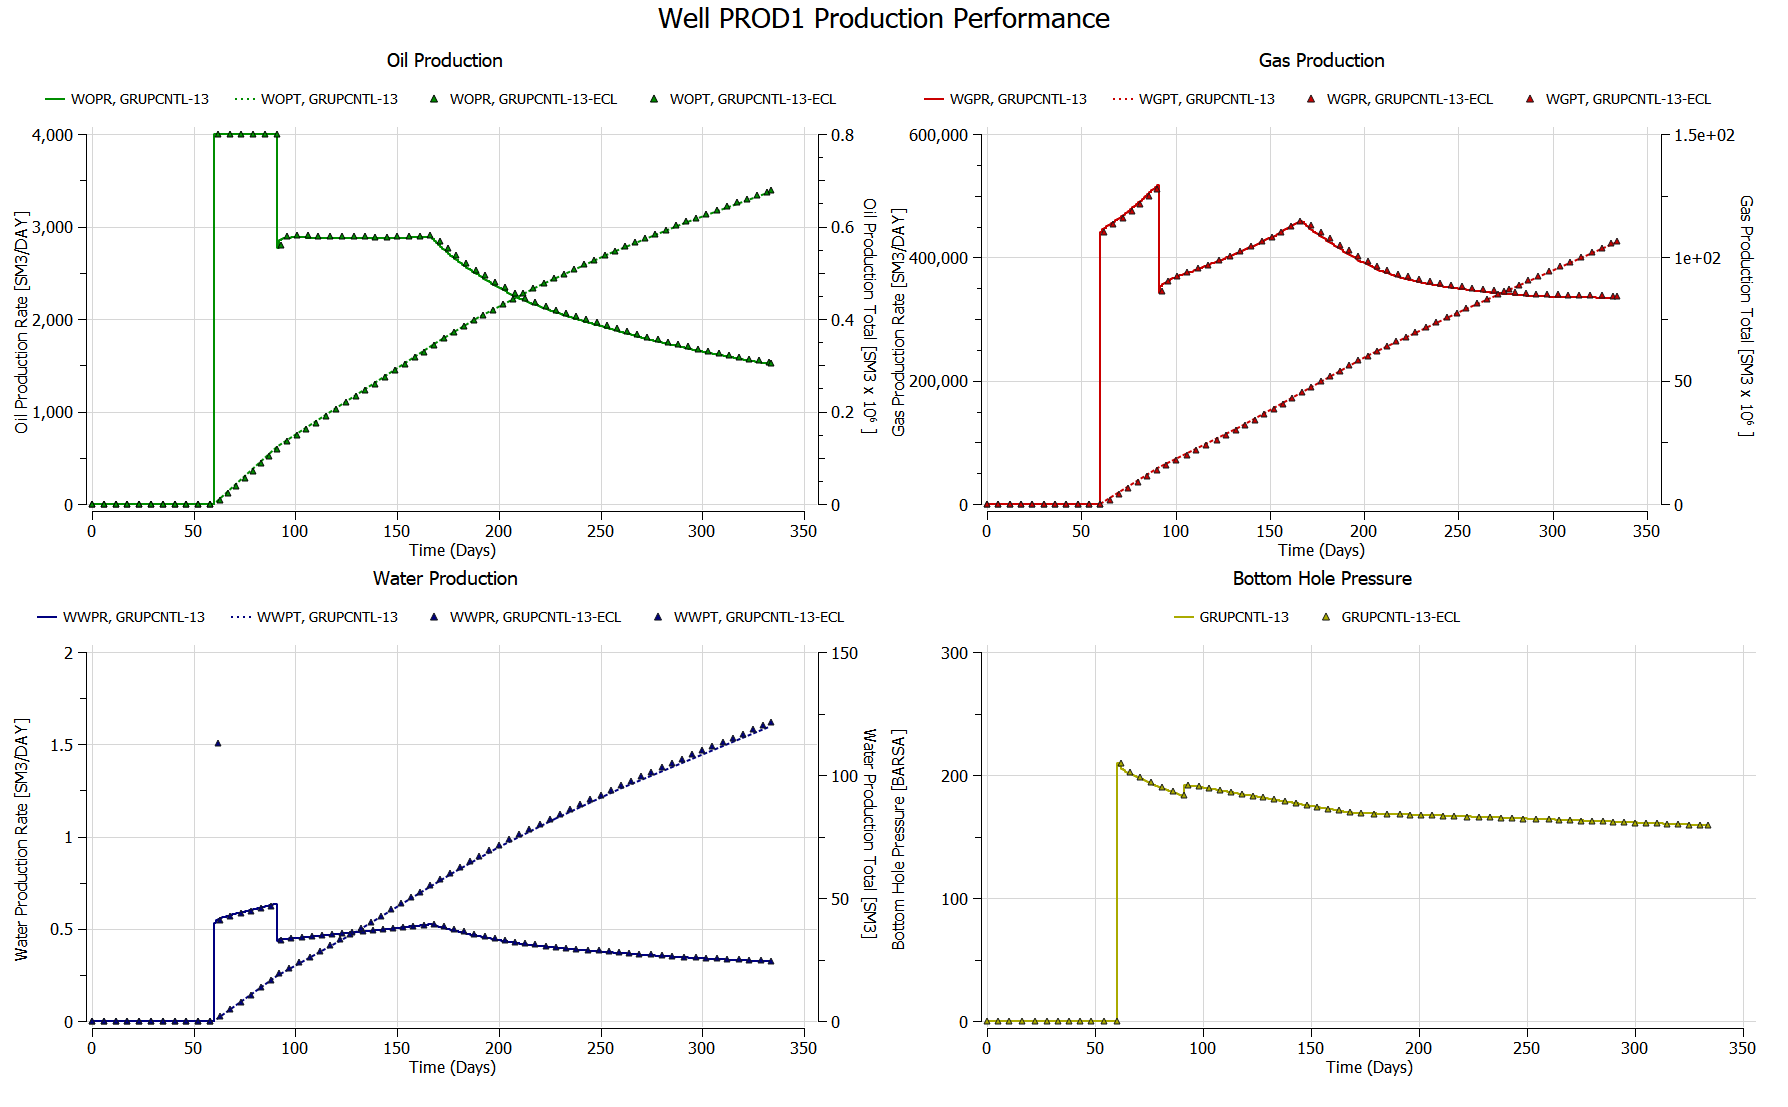 Well PROD1 Production Performance
Oil Production
WOPR, GRUPCNTL-13 WOPT, GRUPCNTL-13 WOPR, GRUPCNTL-13-ECL WOPT, GRUPCNTL-13-ECL
4,000
3,000
2,000
1,000
0
Oil Production Rate [SM3/DAY]
0.8
0.6
0.4
0.2
0
Oil Production Total [SM3 x 10⁶ ]
0 50 100 150 200 250 300 350
Time (Days)
Gas Production
WGPR, GRUPCNTL-13 WGPT, GRUPCNTL-13 WGPR, GRUPCNTL-13-ECL WGPT, GRUPCNTL-13-ECL
600,000
400,000
200,000
0
Gas Production Rate [SM3/DAY]
1.5e+02
1e+02
50
0
Gas Production Total [SM3 x 10⁶ ]
0 50 100 150 200 250 300 350
Time (Days)
Water Production
WWPR, GRUPCNTL-13 WWPT, GRUPCNTL-13 WWPR, GRUPCNTL-13-ECL WWPT, GRUPCNTL-13-ECL
2
1.5
1
0.5
0
Water Production Rate [SM3/DAY]
150
100
50
0
Water Production Total [SM3]
0 50 100 150 200 250 300 350
Time (Days)
Bottom Hole Pressure
GRUPCNTL-13 GRUPCNTL-13-ECL
300
200
100
0
Bottom Hole Pressure [BARSA]
0 50 100 150 200 250 300 350
Time (Days)